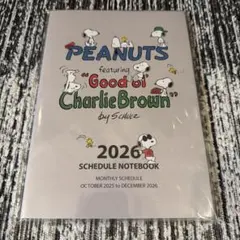 PEANUTS
featuring
"Good ol'
Charlie Brown"
by Schulz
2026
SCHEDULE NOTEBOOK
MONTHLY SCHEDULE
OCTOBER 2025 to DECEMBER 2026